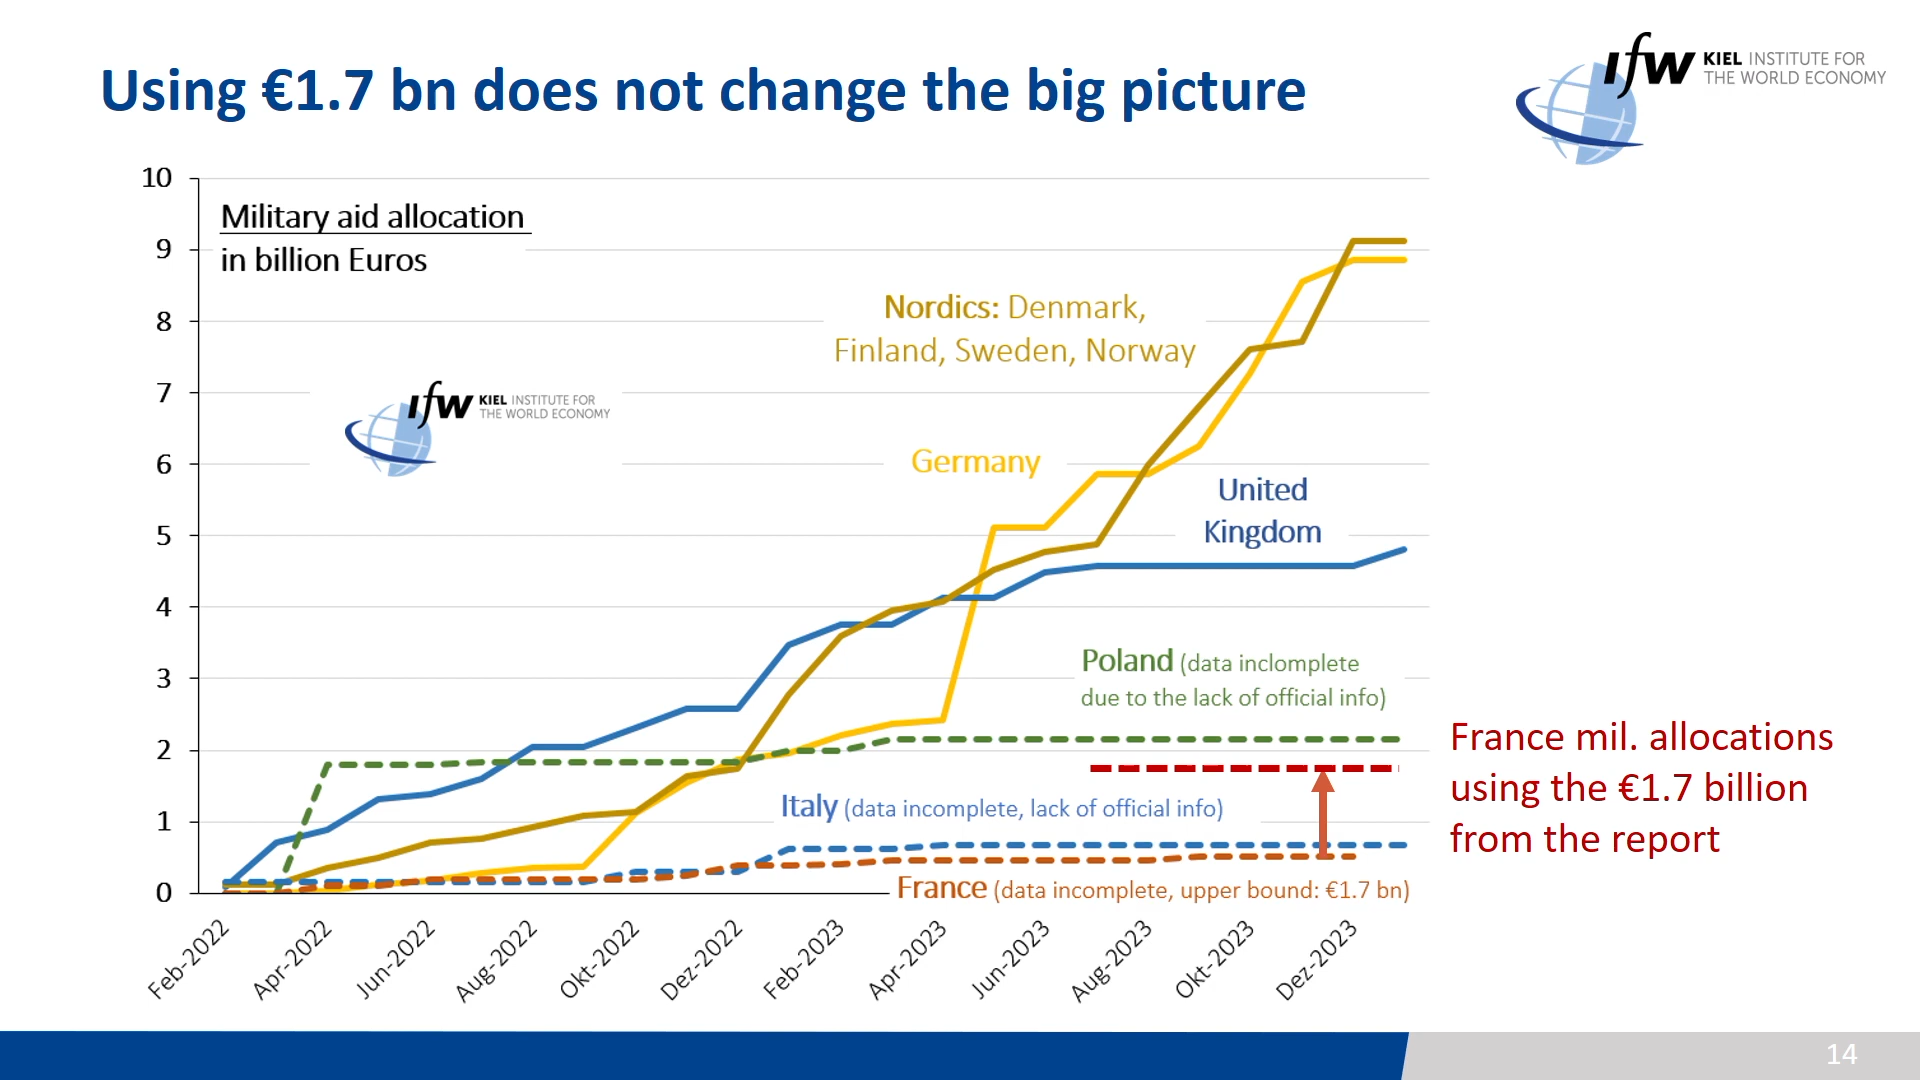 Using €1.7 bn does not change the big picture
ifw KIEL INSTITUTE FOR
THE WORLD ECONOMY
10
9
8
7
6
5
4
3
2
1
0
Military aid allocation
in billion Euros
ifw KIEL INSTITUTE FOR
THE WORLD ECONOMY
Nordics: Denmark,
Finland, Sweden, Norway
Germany
United
Kingdom
Poland (data inclomplete
due to the lack of official info)
Italy (data incomplete, lack of official info)
France (data incomplete, upper bound: €1.7 bn)
France mil. allocations
using the €1.7 billion
from the report
Feb-2022
Apr-2022
Jun-2022
Aug-2022
Okt-2022
Dez-2022
Feb-2023
Apr-2023
Jun-2023
Aug-2023
Okt-2023
Dez-2023
14